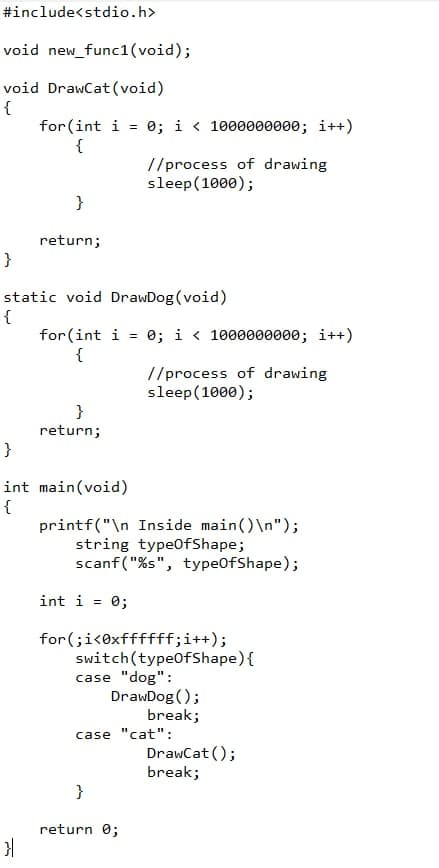 #include<stdio.h>
void new_func1(void);
void DrawCat(void)
{
for(int i = 0; i < 1000000000; i++)
{
//process of drawing
sleep(1000);
}
return;
}
static void DrawDog(void)
{
for(int i = 0; i < 1000000000; i++)
{
//process of drawing
sleep(1000);
}
return;
}
int main(void)
{
printf("\n Inside main()\n");
string typeOfShape;
scanf("%s", typeOfShape);
int i = 0;
for(;i<0xffffff;i++);
switch(typeOfShape){
case "dog":
DrawDog();
break;
case "cat":
DrawCat();
break;
}
return 0;
}